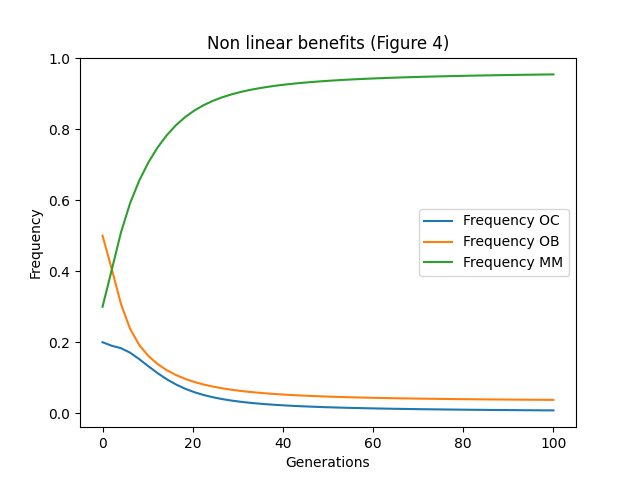 Non linear benefits (Figure 4)
1.0
0.8
0.6
0.4
0.2
0.0
Frequency
Frequency OC
Frequency OB
Frequency MM
0 20 40 60 80 100
Generations